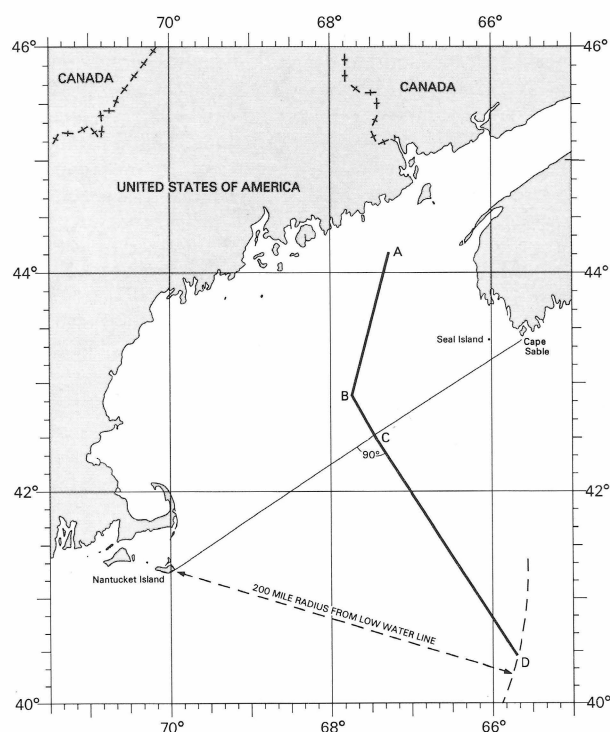 70° 68° 66°
46° 46°
CANADA
CANADA
UNITED STATES OF AMERICA
A
44° 44°
Seal Island
Cape
Sable
B
C
90°
42° 42°
Nantucket Island
200 MILE RADIUS FROM LOW WATER LINE
D
40° 40°
70° 68° 66°